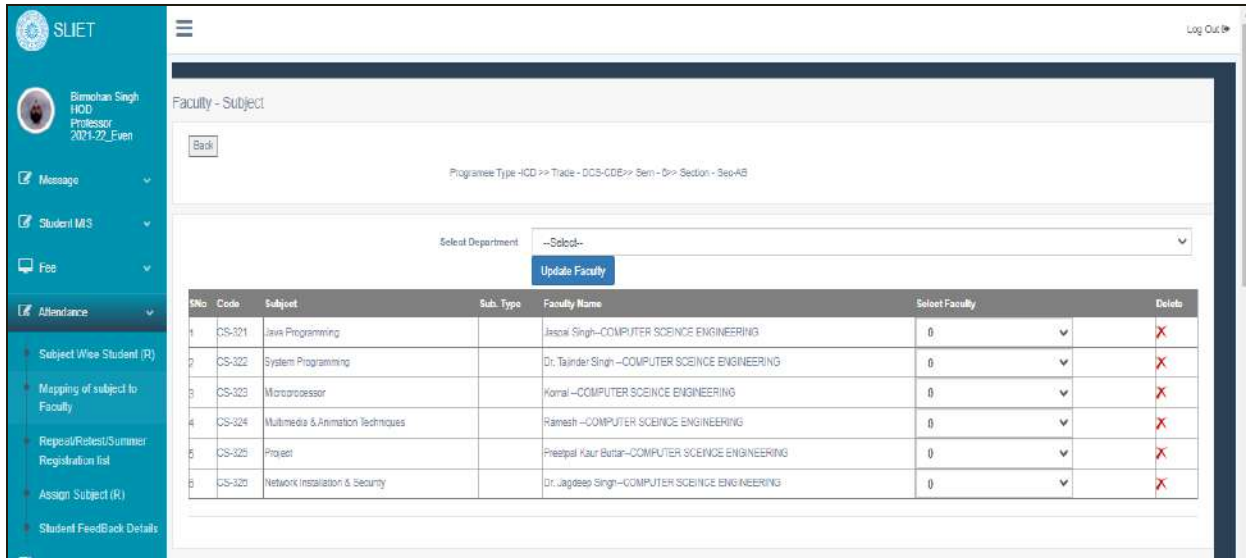 SLIET
Log Out
Birmohan Singh
HOD
Professor
2021-22_Even
Message
Student MIS
Fee
Attendance
Subject Wise Student (R)
Mapping of subject to
Faculty
Repeat/Retest/Summer
Registration list
Assign Subject (R)
Student FeedBack Details
Faculty - Subject
Back
Programee Type -ICD >> Trade - DCS-CDE>> Sem - 6>> Section - Sec-AB
Select Department --Select--
Update Faculty
SNo Code Subject Sub. Type Faculty Name Select Faculty Delete
1 CS-321 Java Programming Jaspal Singh--COMPUTER SCEINCE ENGINEERING 0 X
2 CS-322 System Programming Dr. Tajinder Singh --COMPUTER SCEINCE ENGINEERING 0 X
3 CS-323 Microprocessor Komal --COMPUTER SCEINCE ENGINEERING 0 X
4 CS-324 Multimedia & Animation Techniques Ramesh --COMPUTER SCEINCE ENGINEERING 0 X
5 CS-325 Project Preetpal Kaur Buttar--COMPUTER SCEINCE ENGINEERING 0 X
6 CS-326 Network Installation & Security Dr. Jagdeep Singh--COMPUTER SCEINCE ENGINEERING 0 X